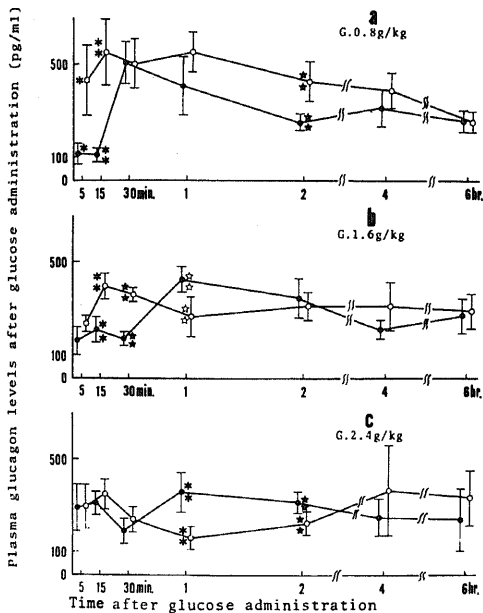 Plasma glucagon levels after glucose administration (pg/ml)
a
G.0.8g/kg
500
100
0
5 15 30min. 1 2 4 6hr.
b
G.1.6g/kg
500
100
0
5 15 30min. 1 2 4 6hr.
c
G.2.4g/kg
500
100
0
5 15 30min. 1 2 4 6hr.
Time after glucose administration